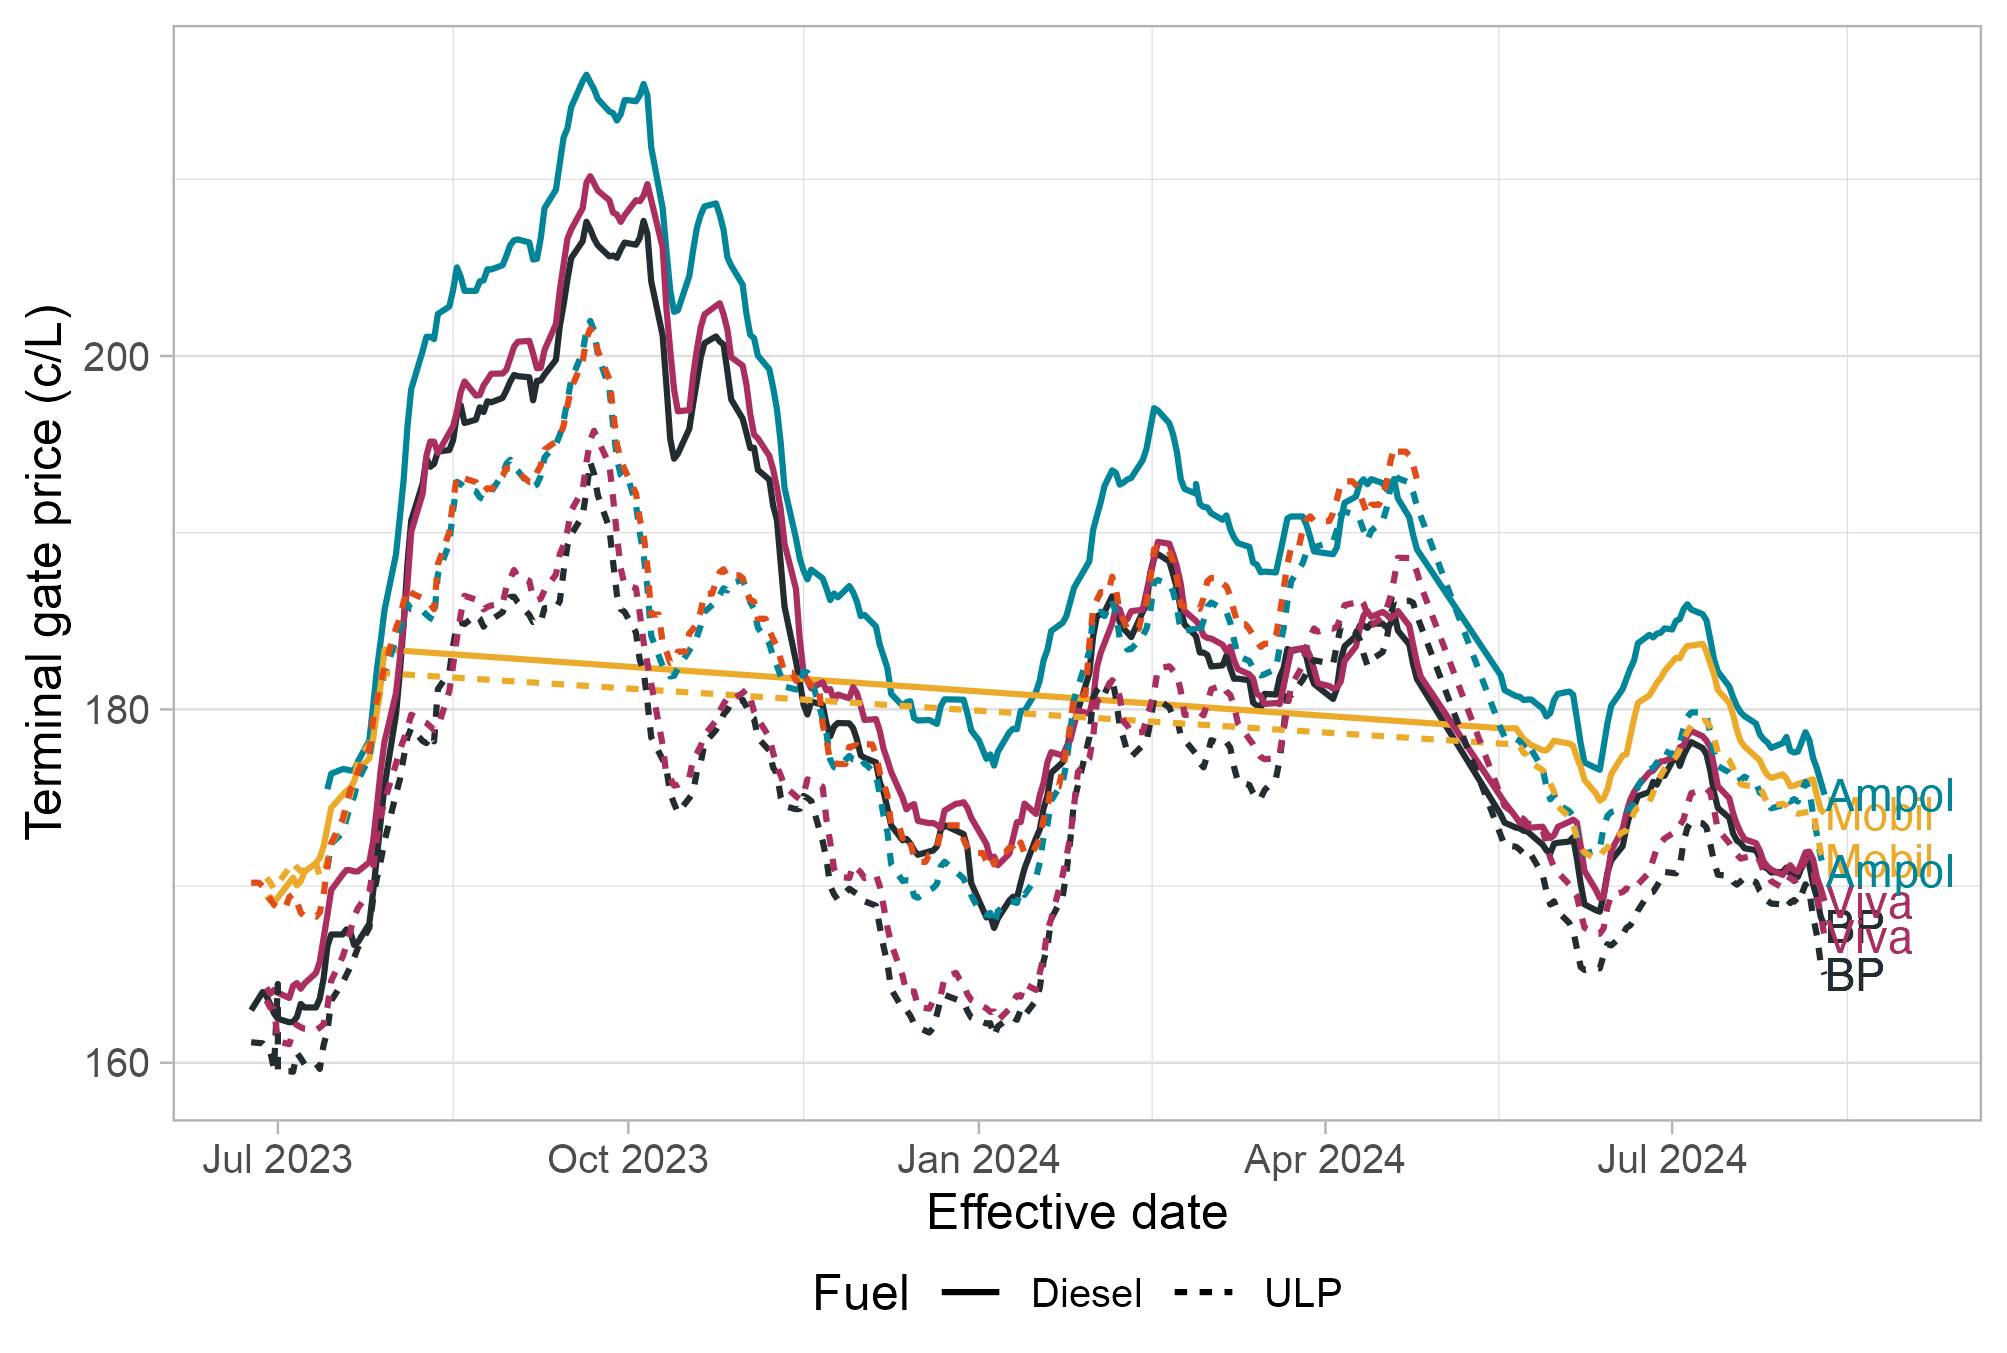 Terminal gate price (c/L)
200
180
160
Ampol
Mobil
Mobil
Ampol
Viva
BP
Viva
BP
Jul 2023
Oct 2023
Jan 2024
Apr 2024
Jul 2024
Effective date
Fuel
Diesel
ULP